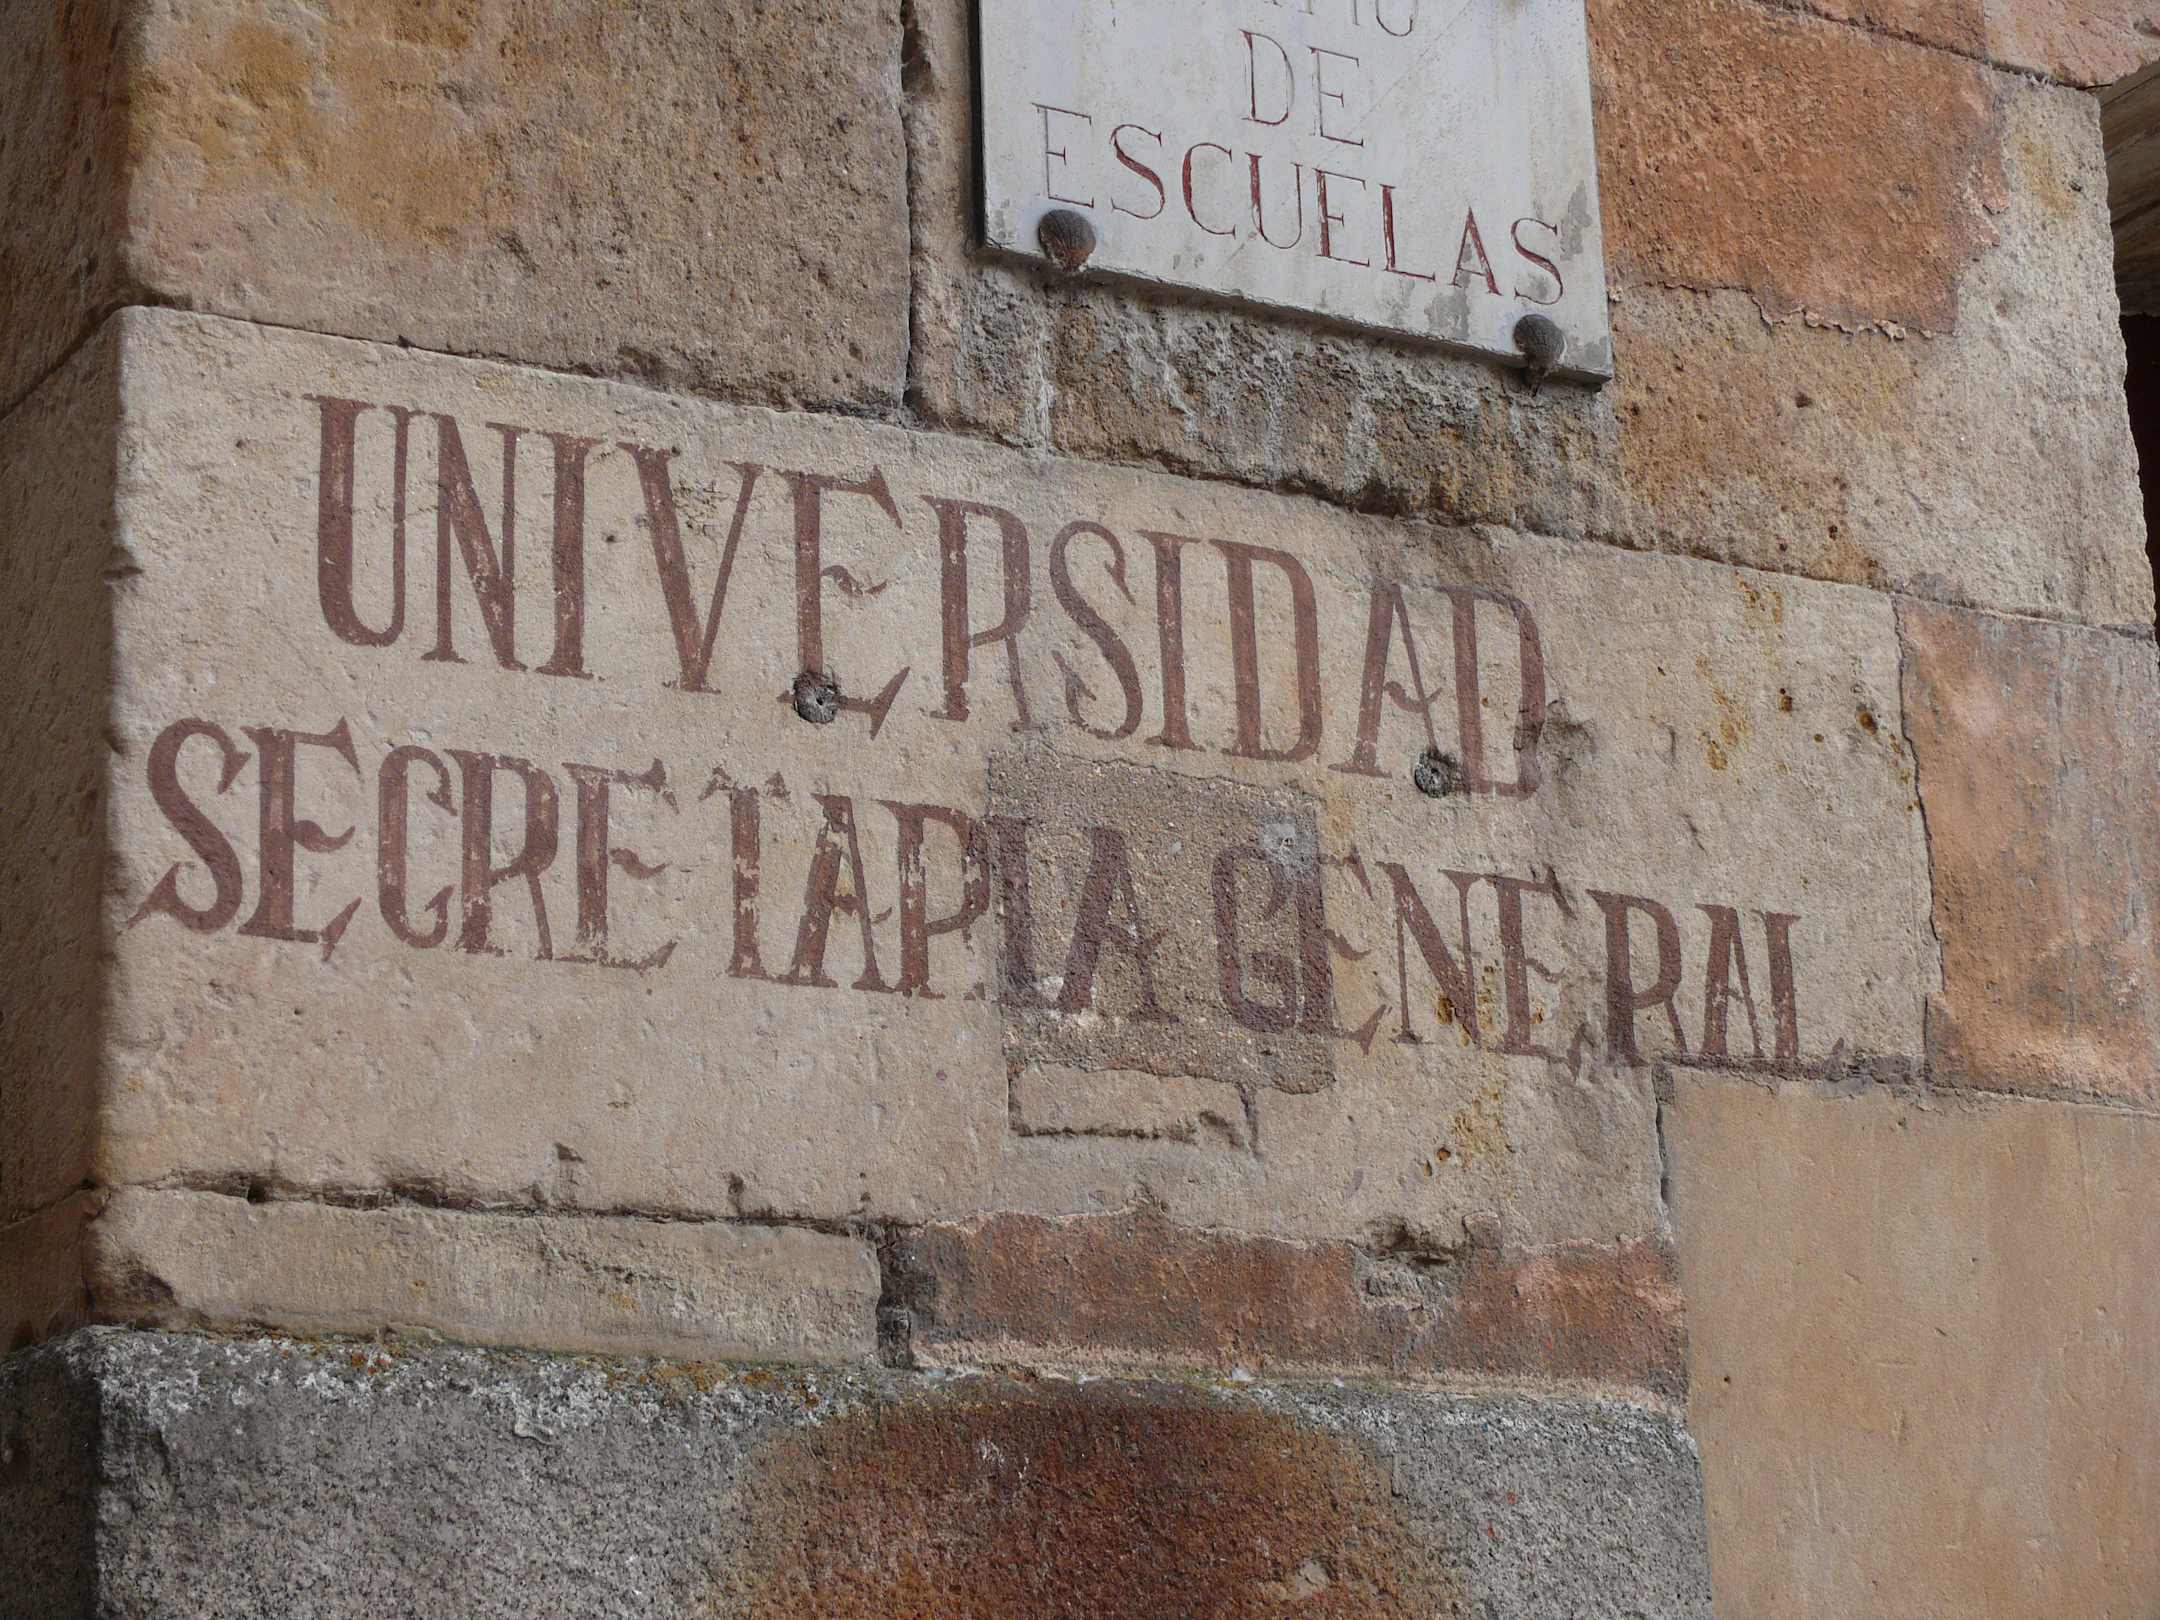 DE
ESCUELAS
UNIVERSIDAD
SECRETARIA GENERAL